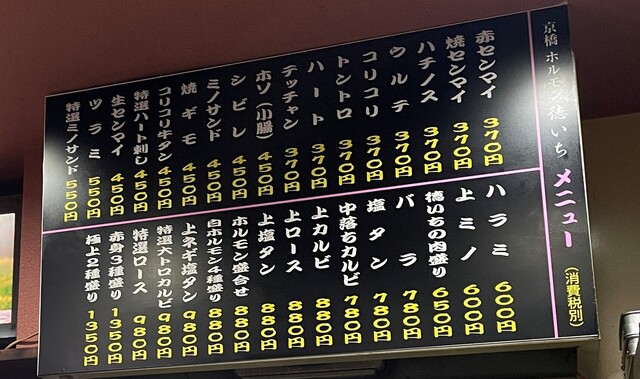 京橋 ホルモン徳いち メニュー (消費税別)
赤センマイ 370円
焼センマイ 370円
ハチノス 370円
ウルテ 370円
コリコリ 370円
トントロ 370円
ハート 370円
テッチャン 370円
ホソ(小腸) 450円
シビレ 450円
ミノサンド 450円
焼ギモ 450円
コリコリ牛タン 450円
特選ハート刺し 450円
生センマイ 450円
ツラミ 550円
特選ミノサンド 550円
ハラミ 600円
上ミノ 600円
徳いちの肉盛り 650円
バラ 780円
塩タン 780円
中落ちカルビ 780円
上カルビ 880円
上ロース 880円
上塩タン 880円
ホルモン盛合せ 880円
白ホルモン4種盛り 880円
上ネギ塩タン 980円
特選大トロカルビ 980円
特選ロース 980円
赤身3種盛り 1350円
極上2種盛り 1350円